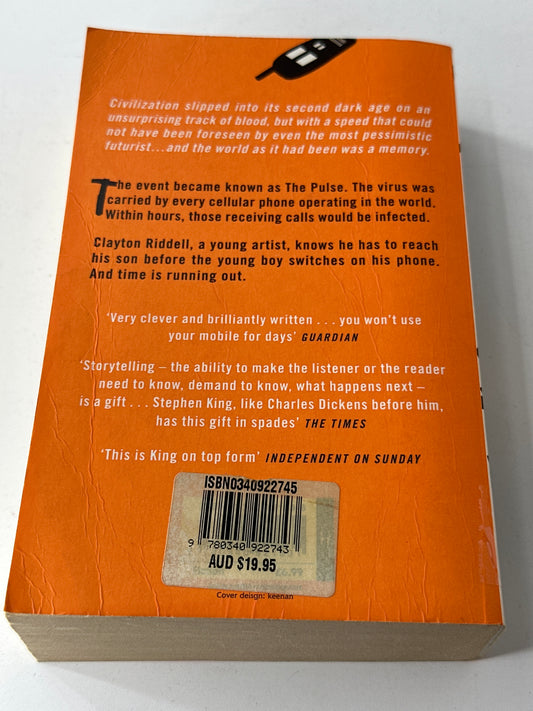 Civilization slipped into its second dark age on an
unsurprising track of blood, but with a speed that could
not have been foreseen by even the most pessimistic
futurist...and the world as it had been was a memory.
The event became known as The Pulse. The virus was
carried by every cellular phone operating in the world.
Within hours, those receiving calls would be infected.
Clayton Riddell, a young artist, knows he has to reach
his son before the young boy switches on his phone.
And time is running out.
‘Very clever and brilliantly written . . . you won’t use
your mobile for days’ GUARDIAN
‘Storytelling – the ability to make the listener or the reader
need to know, demand to know, what happens next –
is a gift . . . Stephen King, like Charles Dickens before him,
has this gift in spades’ THE TIMES
‘This is King on top form’ INDEPENDENT ON SUNDAY
ISBN0340922745
9 780340 922743
AUD $19.95
Cover deisgn: keenan